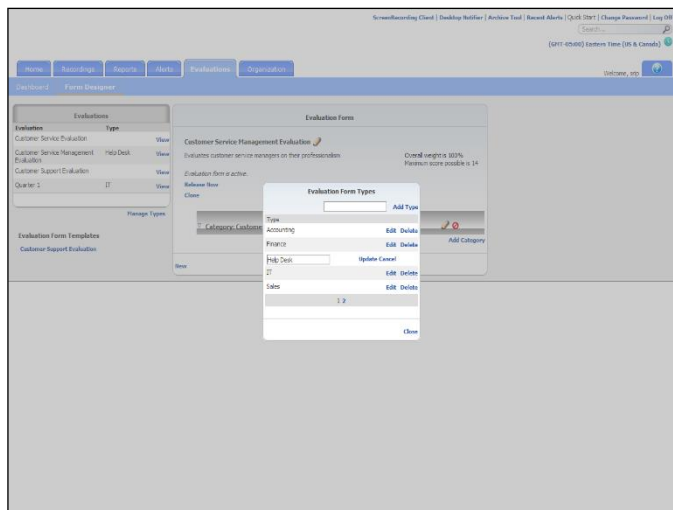 ScreenRecording Client | Desktop Notifier | Archive Tool | Recent Alerts | Quick Start | Change Password | Log Off
Search...
(GMT-05:00) Eastern Time (US & Canada)
Home Recordings Reports Alerts Evaluations Organization
Welcome, sdp
Dashboard Form Designer
Evaluations
Evaluation Type
Customer Service Evaluation View
Customer Service Management Evaluation Help Desk View
Customer Support Evaluation View
Quarter 1 IT View
Manage Types
Evaluation Form Templates
Customer Support Evaluation
Evaluation Form
Customer Service Management Evaluation
Evaluates customer service managers on their professionalism
Overall weight is 100%
Maximum score possible is 14
Evaluation form is active.
Release Now
Clone
Category: Custome
Add Category
New
Evaluation Form Types
Add Type
Type
Accounting Edit Delete
Finance Edit Delete
Help Desk Update Cancel
IT Edit Delete
Sales Edit Delete
1 2
Close